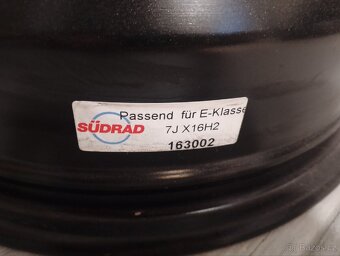 Passend für E-Klasse
SÜDRAD
7J X16H2
163002